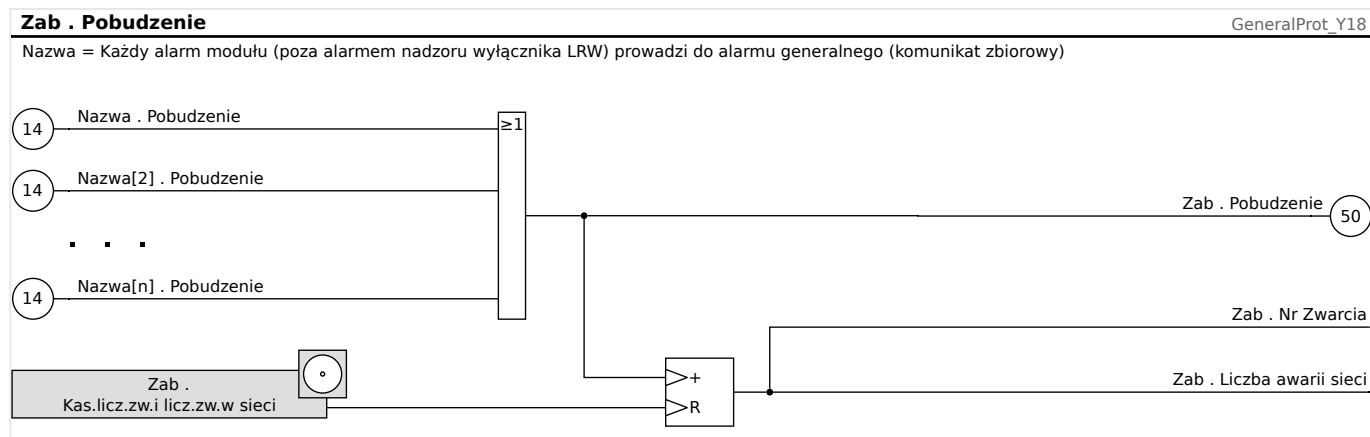 Zab . Pobudzenie
GeneralProt_Y18
Nazwa = Każdy alarm modułu (poza alarmem nadzoru wyłącznika LRW) prowadzi do alarmu generalnego (komunikat zbiorowy)
14
Nazwa . Pobudzenie
≥1
14
Nazwa[2] . Pobudzenie
Zab . Pobudzenie
50
. . .
14
Nazwa[n] . Pobudzenie
Zab . Nr Zwarcia
Zab .
Kas.licz.zw.i licz.zw.w sieci
+
R
Zab . Liczba awarii sieci